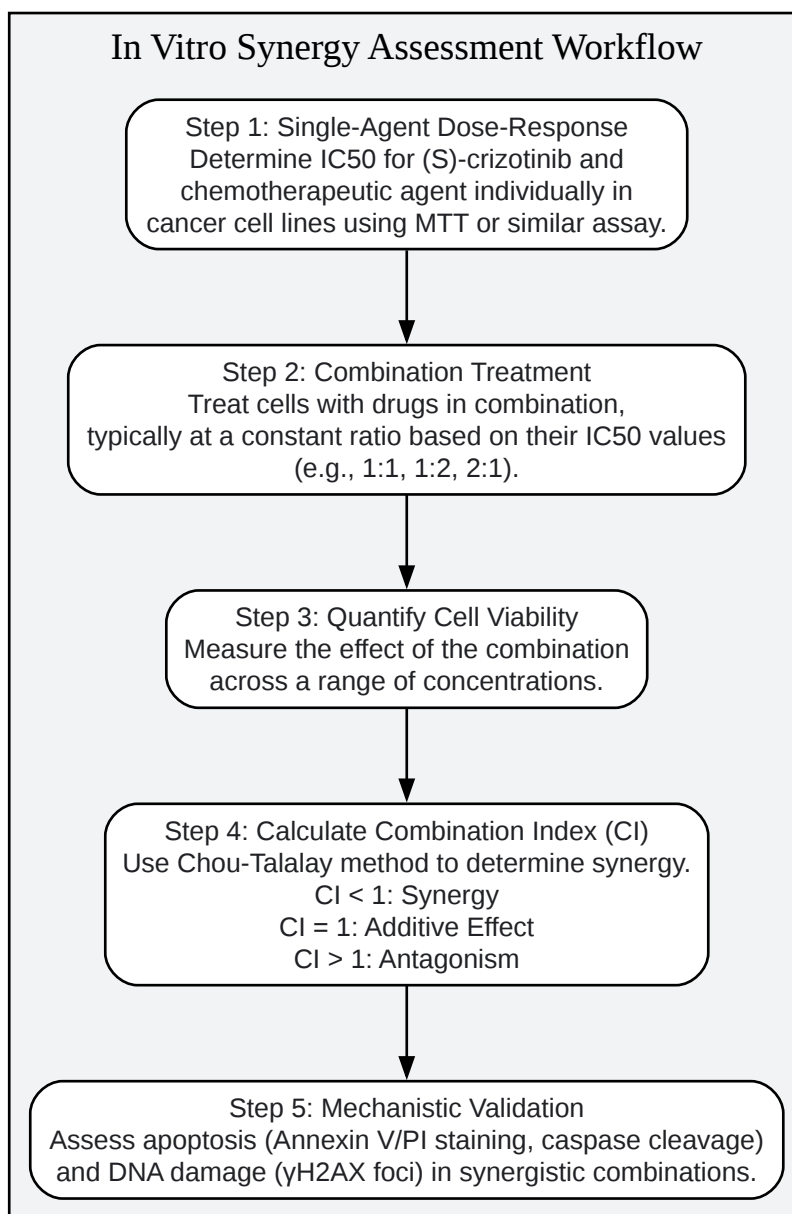 In Vitro Synergy Assessment Workflow
Step 1: Single-Agent Dose-Response
Determine IC50 for (S)-crizotinib and
chemotherapeutic agent individually in
cancer cell lines using MTT or similar assay.
Step 2: Combination Treatment
Treat cells with drugs in combination,
typically at a constant ratio based on their IC50 values
(e.g., 1:1, 1:2, 2:1).
Step 3: Quantify Cell Viability
Measure the effect of the combination
across a range of concentrations.
Step 4: Calculate Combination Index (CI)
Use Chou-Talalay method to determine synergy.
CI < 1: Synergy
CI = 1: Additive Effect
CI > 1: Antagonism
Step 5: Mechanistic Validation
Assess apoptosis (Annexin V/PI staining, caspase cleavage)
and DNA damage (γH2AX foci) in synergistic combinations.